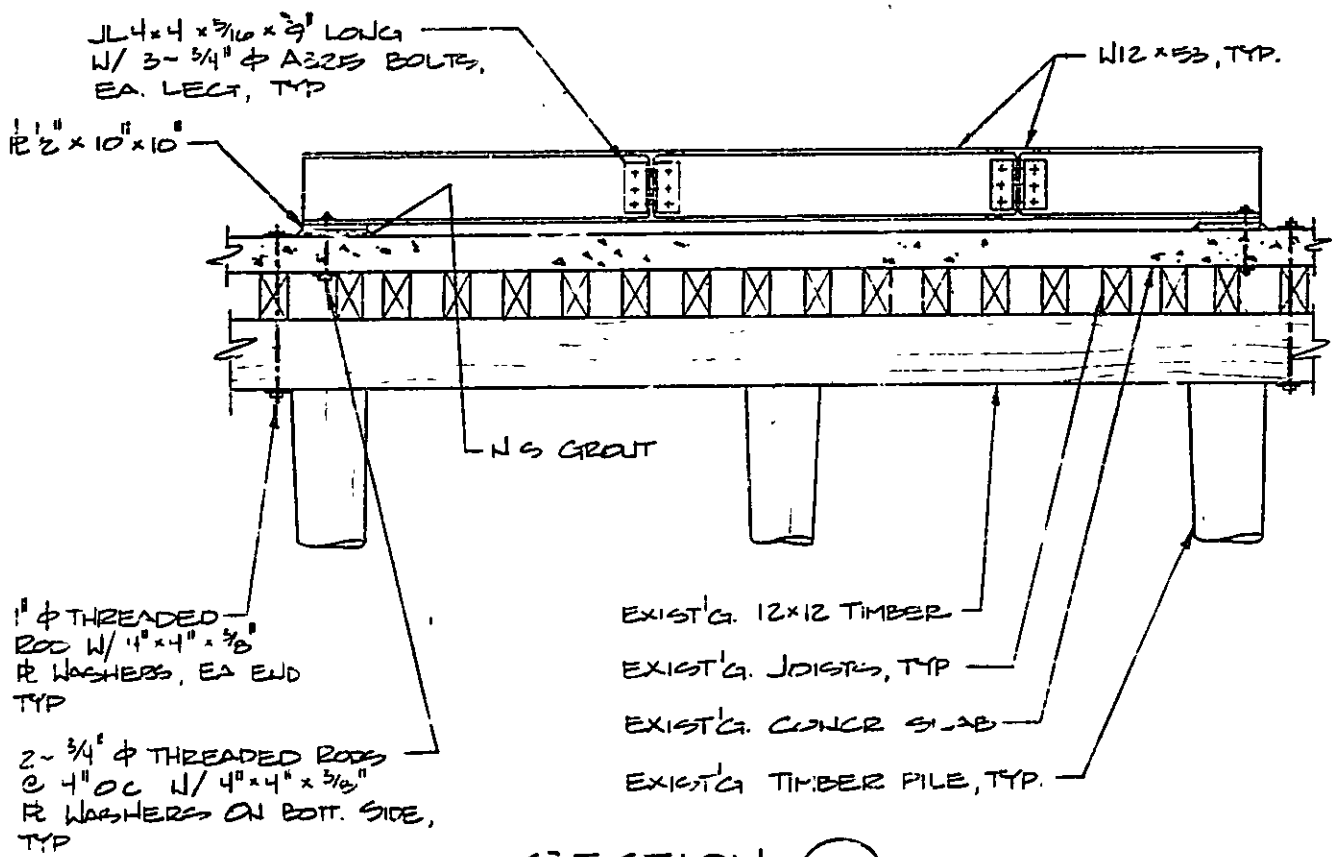 ⅃L 4×4 × 5/16 × 9" LONG
W/ 3~ 3/4" ϕ A325 BOLTS,
EA. LEG, TYP
W12 × 53, TYP.
PL 1/2" × 10" × 10"
N S GROUT
1" ϕ THREADED
ROD W/ 4" × 4" × 3/8"
PL WASHERS, EA END
TYP
2~ 3/4" ϕ THREADED RODS
@ 4" OC W/ 4" × 4" × 3/8"
PL WASHERS ON BOTT. SIDE,
TYP
EXIST'G. 12×12 TIMBER
EXIST'G. JOISTS, TYP
EXIST'G. CONCR SLAB
EXIST'G TIMBER PILE, TYP.
SECTION